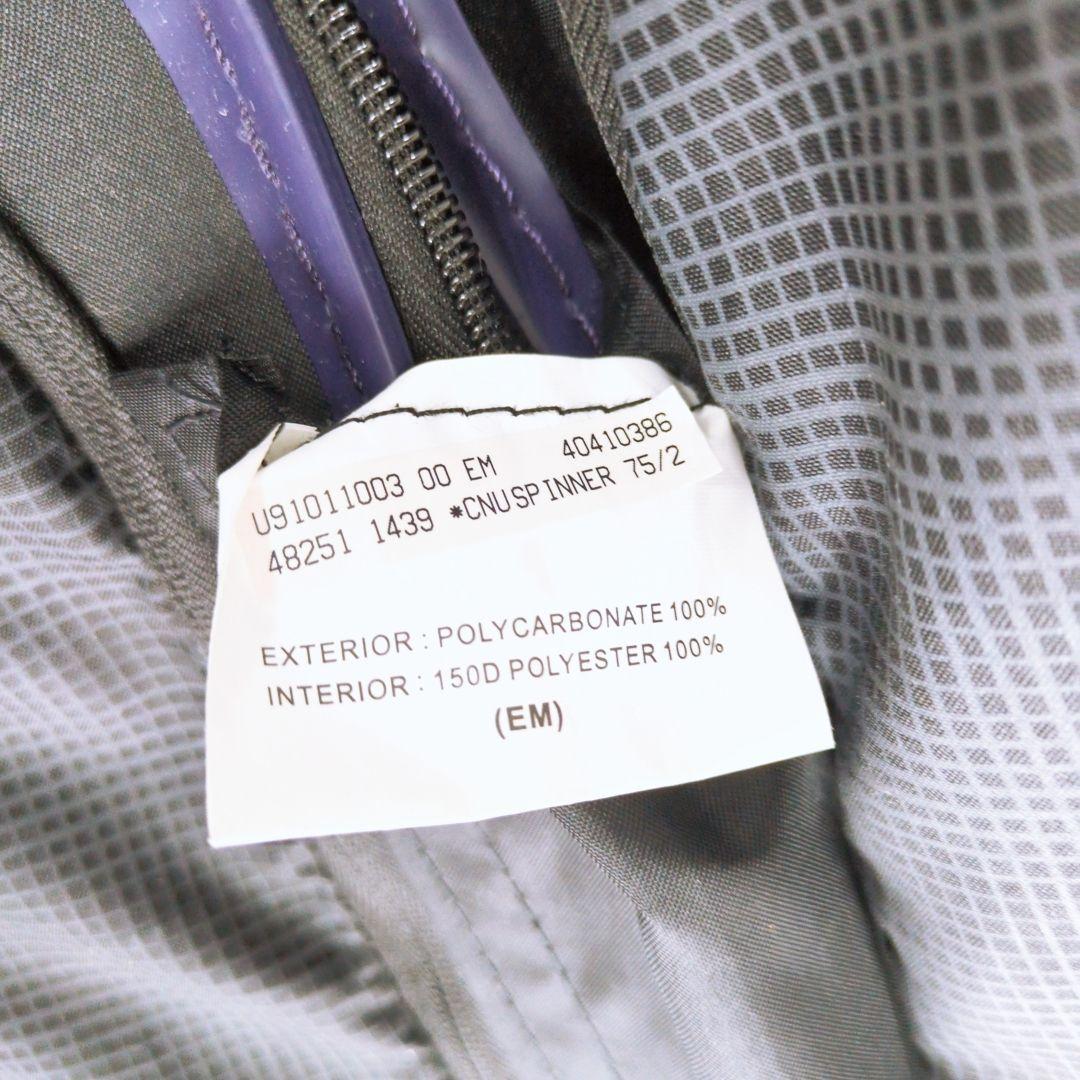 U91011003 00 EM 40410386
48251 1439 *CNUSPINNER 75/2
EXTERIOR : POLYCARBONATE 100%
INTERIOR : 150D POLYESTER 100%
(EM)